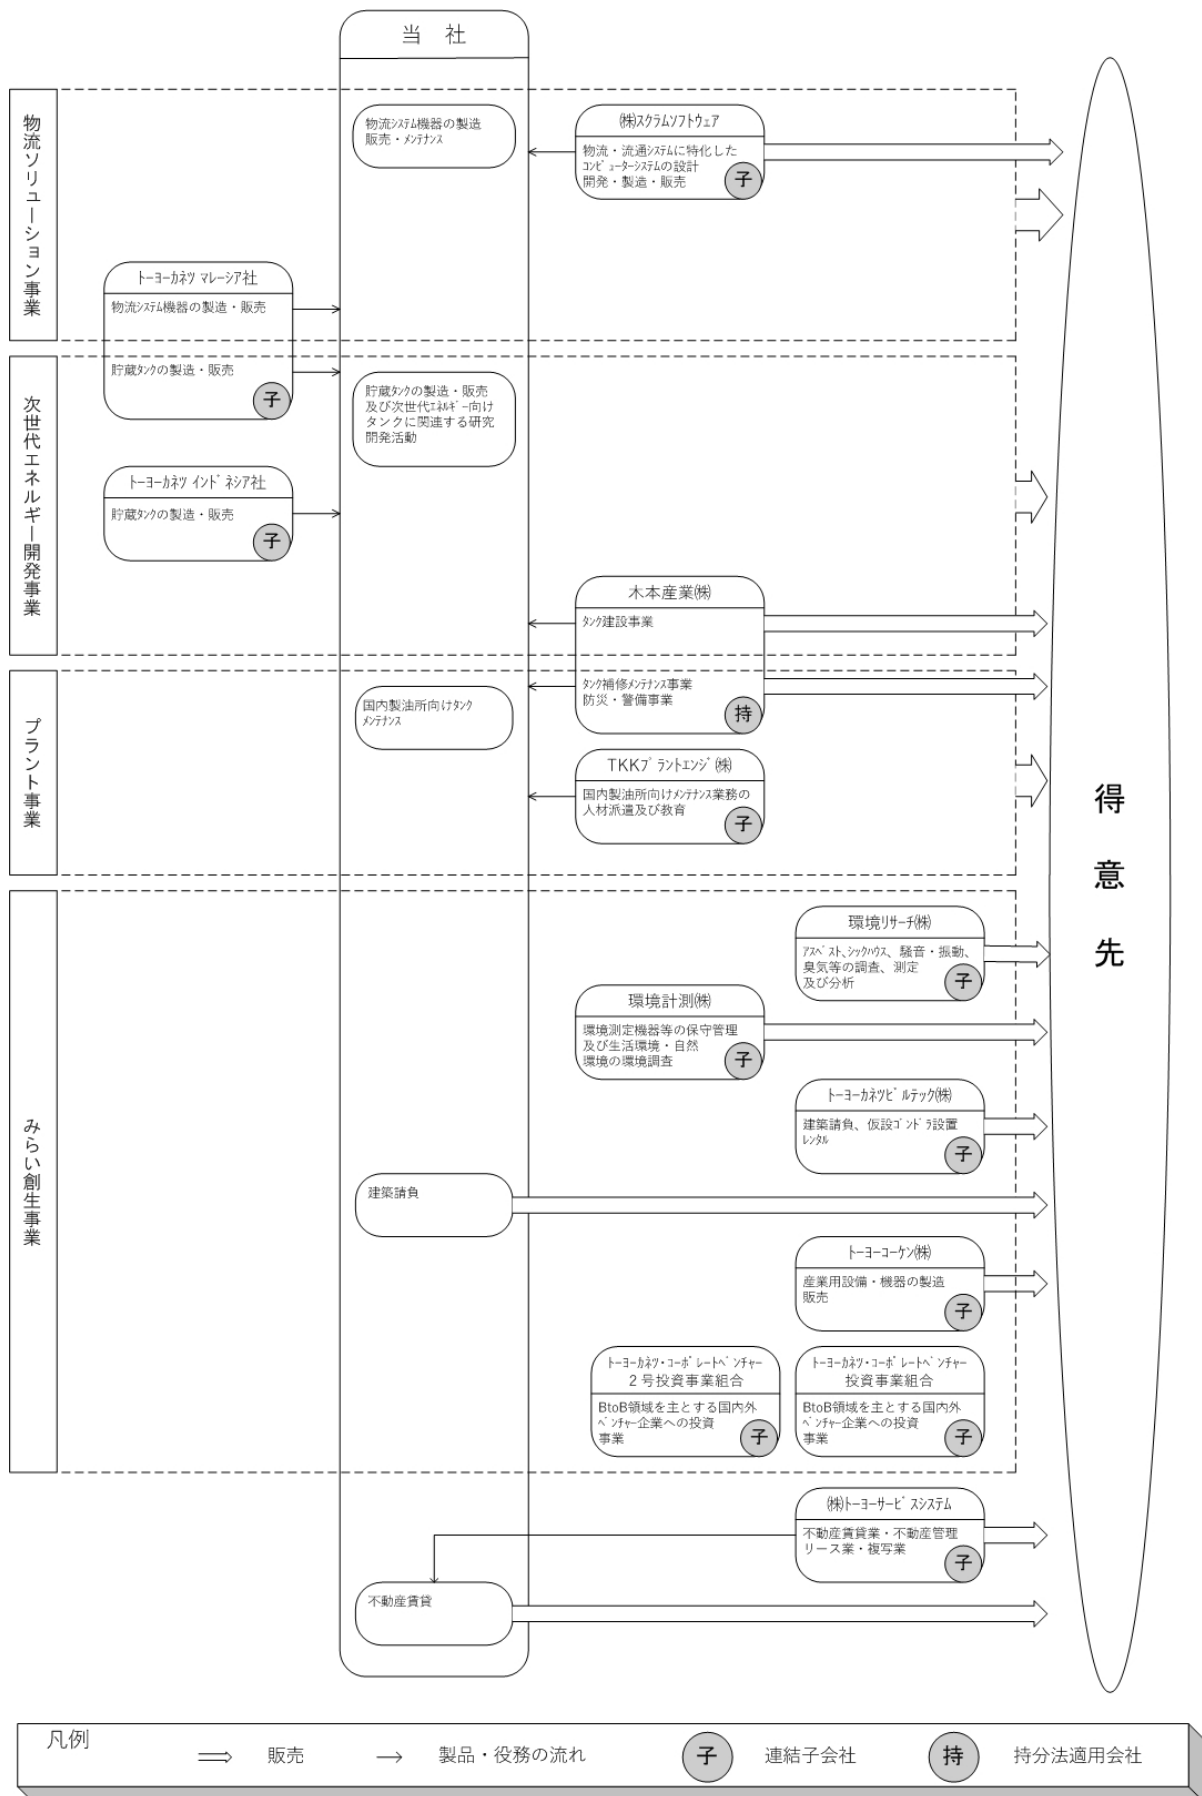 当 社
物流ソリューション事業
物流システム機器の製造
販売・メンテナンス
㈱スクラムソフトウェア
物流・流通システムに特化した
コンピューターシステムの設計
開発・製造・販売
子
トーヨーカネツ マレーシア社
物流システム機器の製造・販売
貯蔵タンクの製造・販売
子
次世代エネルギー開発事業
貯蔵タンクの製造・販売
及び次世代エネルギー向け
タンクに関連する研究
開発活動
トーヨーカネツ インドネシア社
貯蔵タンクの製造・販売
子
木本産業㈱
タンク建設事業
タンク補修メンテナンス事業
防災・警備事業
持
プラント事業
国内製油所向けタンク
メンテナンス
TKKプラントエンジ㈱
国内製油所向けメンテナンス業務の
人材派遣及び教育
子
得意先
みらい創生事業
環境リサーチ㈱
アスベスト、シックハウス、騒音・振動、
臭気等の調査、測定
及び分析
子
環境計測㈱
環境測定機器等の保守管理
及び生活環境・自然
環境の環境調査
子
トーヨーカネツビルテック㈱
建築請負、仮設ゴンドラ設置
レンタル
子
建築請負
トーヨーコーケン㈱
産業用設備・機器の製造
販売
子
トーヨーカネツ・コーポレートベンチャー
2号投資事業組合
BtoB領域を主とする国内外
ベンチャー企業への投資
事業
子
トーヨーカネツ・コーポレートベンチャー
投資事業組合
BtoB領域を主とする国内外
ベンチャー企業への投資
事業
子
㈱トーヨーサービスシステム
不動産賃貸業・不動産管理
リース業・複写業
子
不動産賃貸
凡例
⇒ 販売 → 製品・役務の流れ 子 連結子会社 持 持分法適用会社